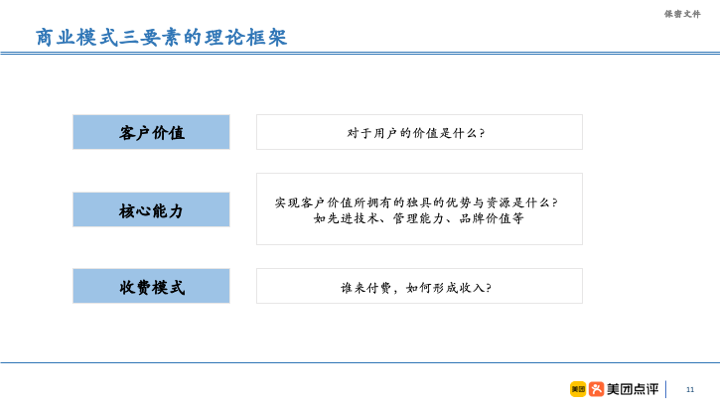 保密文件
商业模式三要素的理论框架
客户价值
对于用户的价值是什么?
核心能力
实现客户价值所拥有的独具的优势与资源是什么?
如先进技术、管理能力、品牌价值等
收费模式
谁来付费，如何形成收入?
美团 美团点评
11